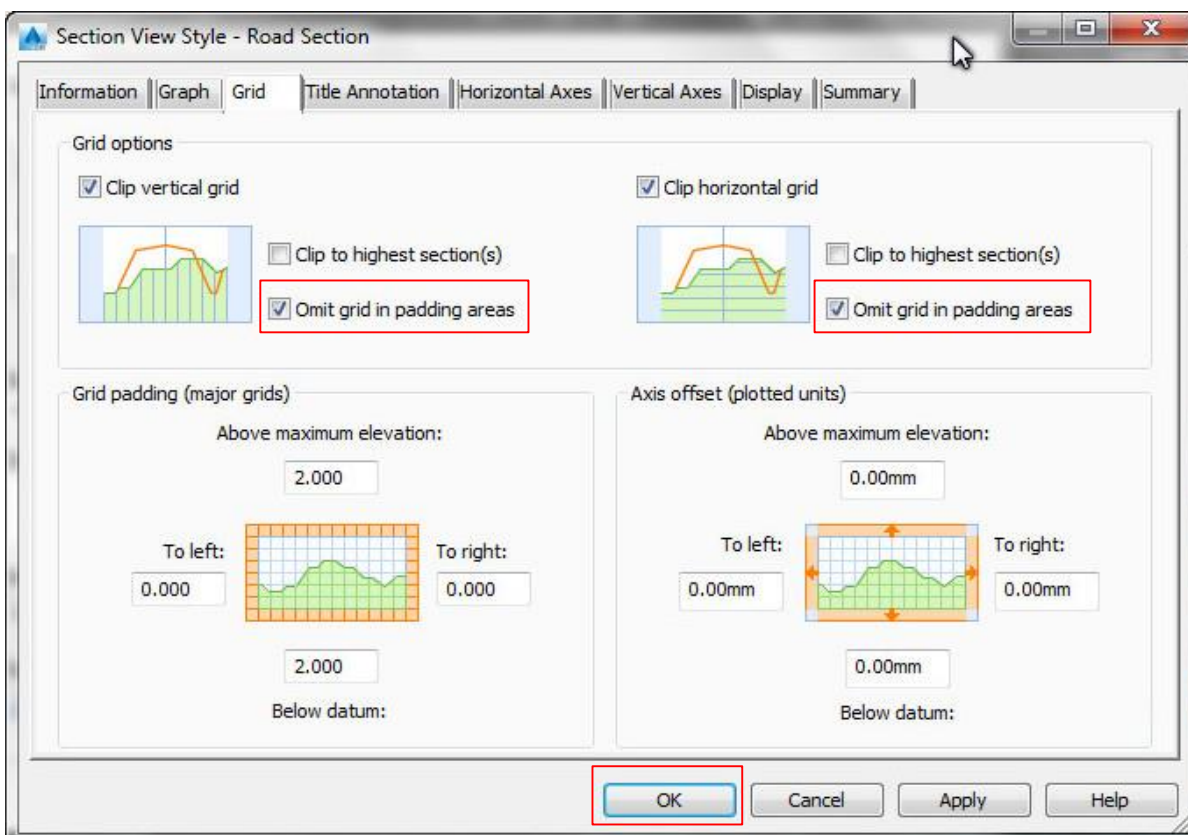 Section View Style - Road Section
Information Graph Grid Title Annotation Horizontal Axes Vertical Axes Display Summary
Grid options
Clip vertical grid
Clip to highest section(s)
Omit grid in padding areas
Clip horizontal grid
Clip to highest section(s)
Omit grid in padding areas
Grid padding (major grids)
Above maximum elevation:
2.000
To left:
0.000
To right:
0.000
2.000
Below datum:
Axis offset (plotted units)
Above maximum elevation:
0.00mm
To left:
0.00mm
To right:
0.00mm
0.00mm
Below datum:
OK Cancel Apply Help